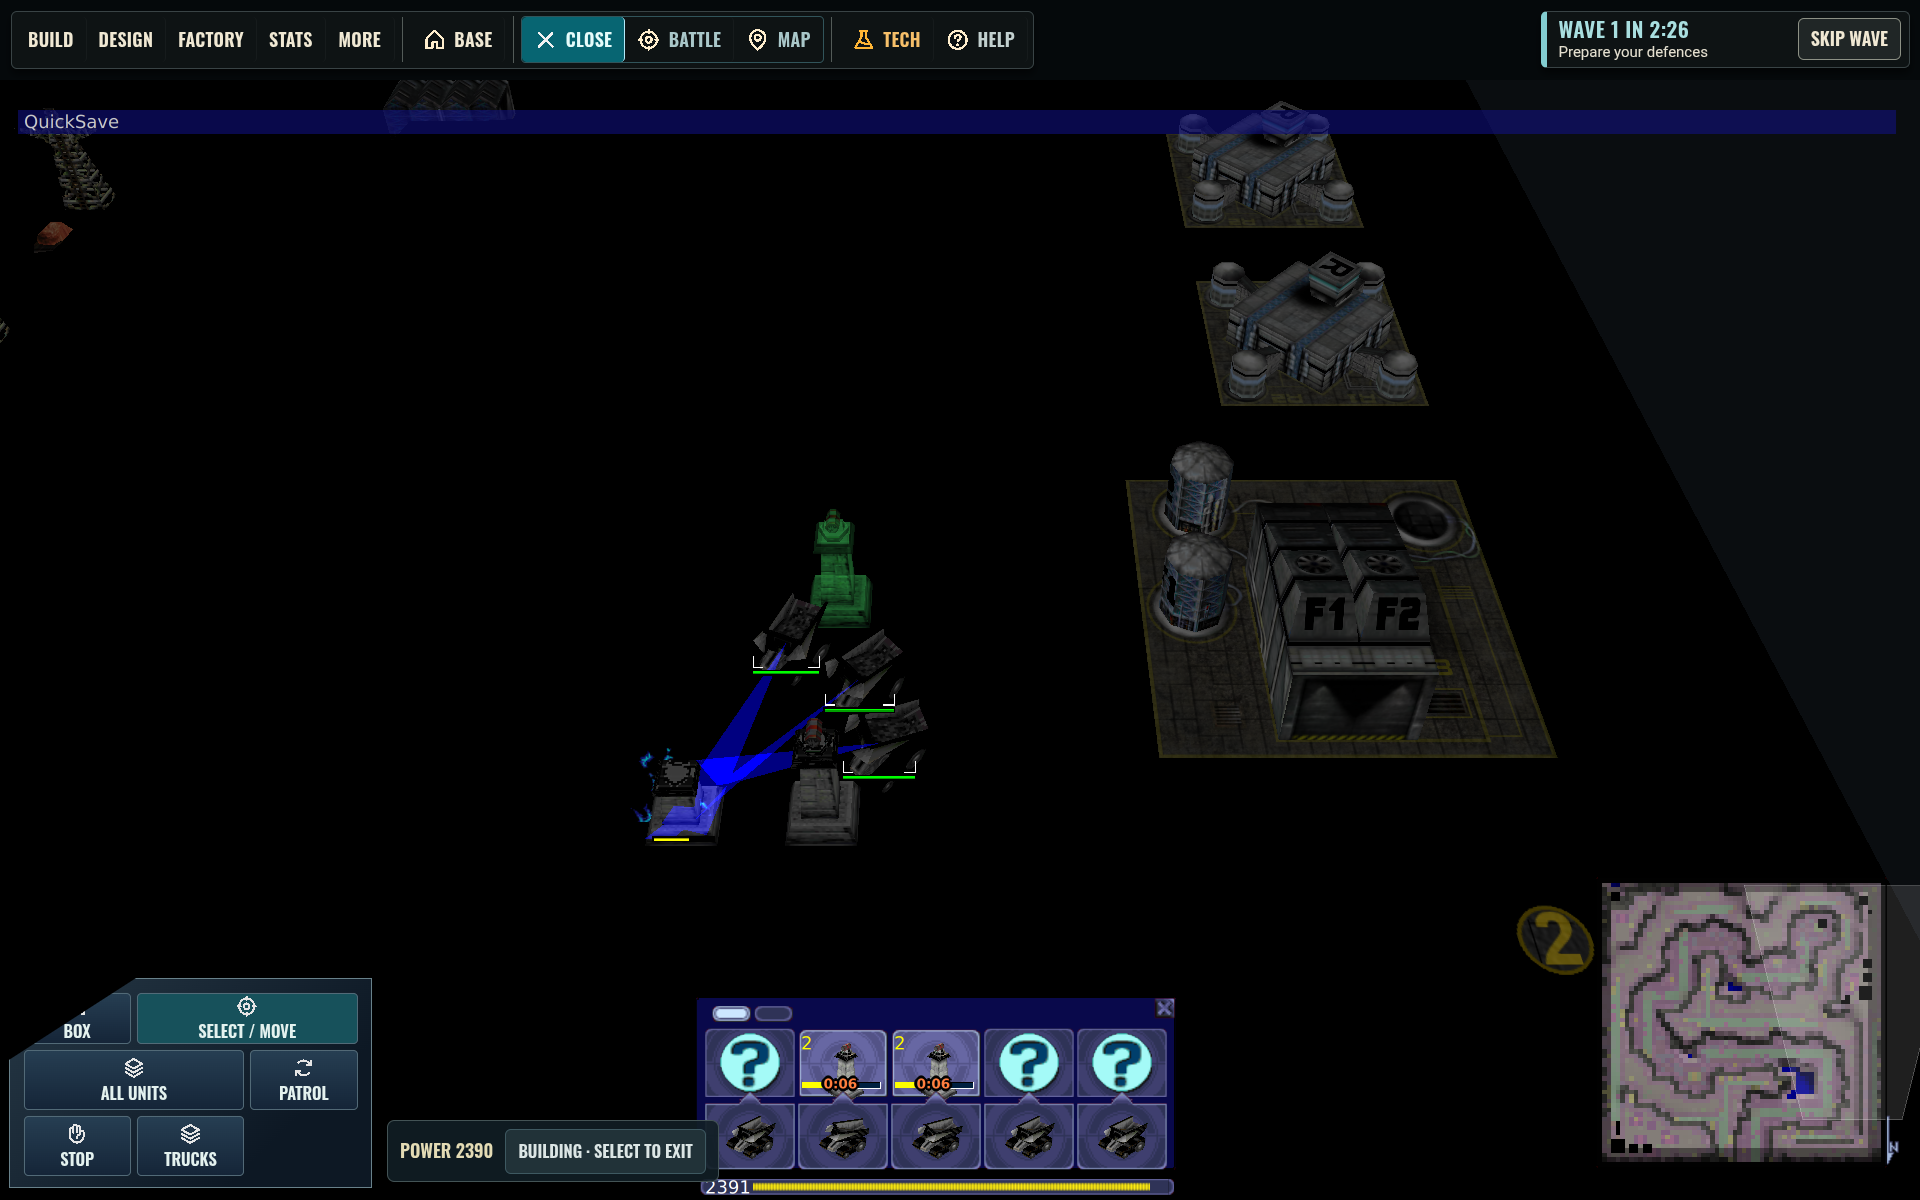 BUILD DESIGN FACTORY STATS MORE BASE CLOSE BATTLE MAP TECH HELP
WAVE 1 IN 2:26
Prepare your defences
SKIP WAVE
QuickSave
R
R
F1 F2
2
BOX
SELECT / MOVE
ALL UNITS
PATROL
STOP
TRUCKS
POWER 2390
BUILDING · SELECT TO EXIT
? 2 0:06 2 0:06 ? ?
2391
N